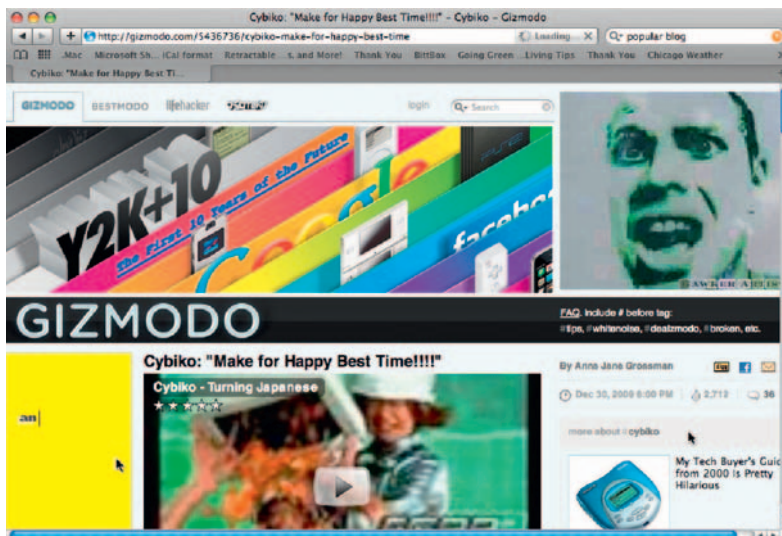 Cybiko: "Make for Happy Best Time!!!!" – Cybiko – Gizmodo
http://gizmodo.com/5436736/cybiko-make-for-happy-best-time
Loading...
popular blog
.Mac Microsoft Sh... iCal format Retractable ...s, and More! Thank You BittBox Going Green ...Living Tips Thank You Chicago Weather
Cybiko: "Make for Happy Best Ti...
GIZMODO BESTMODO lifehacker login Search
Y2K+10
The First 10 Years of the Future
Google
facebo
GAWKER ARTIS
GIZMODO
FAQ. Include # before tag:
#tips, #whitenoise, #dealzmodo, #broken, etc.
Cybiko: "Make for Happy Best Time!!!!"
By Anna Jane Grossman
Cybiko - Turning Japanese
Dec 30, 2009 6:00 PM 2,712 36
an
more about #cybiko
My Tech Buyer's Guid
from 2000 Is Pretty
Hilarious